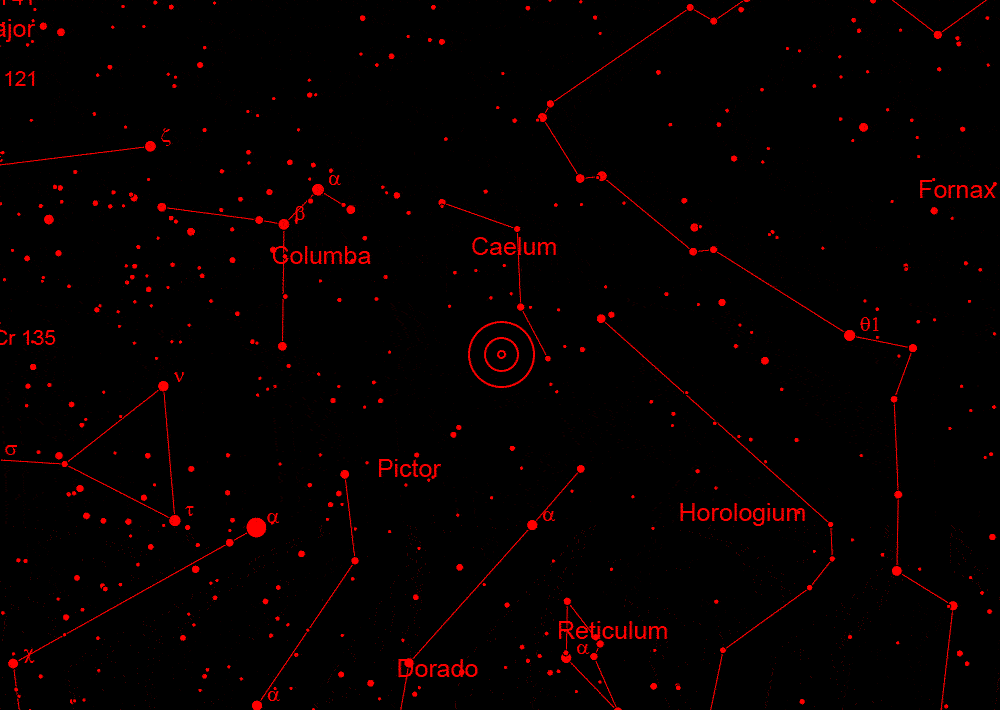 ajor
121
ζ
Fornax
α
β
Columba
Caelum
θ1
Cr 135
ν
σ
Pictor
τ
α
α
Horologium
Reticulum
α
χ
Dorado
α